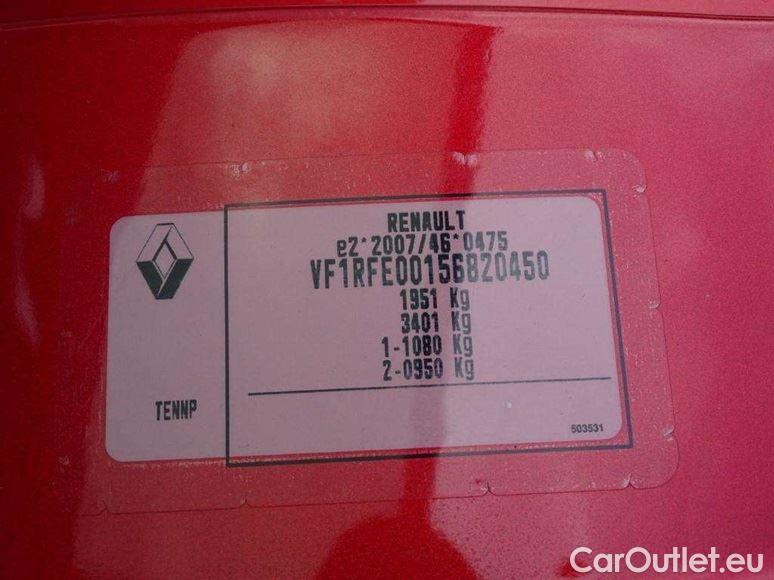 RENAULT
e2*2007/46*0475
VF1RFE00156820450
1951 Kg
3401 Kg
1-1080 Kg
2-0950 Kg
TENNP
503531
CarOutlet.eu